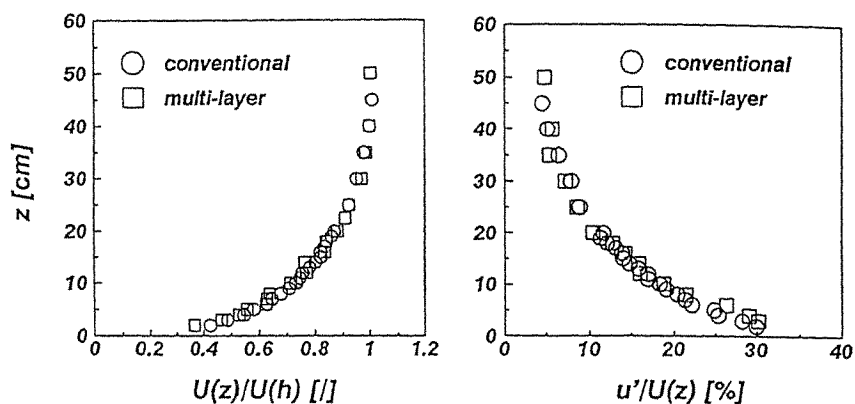 60
50
40
30
20
10
0
z [cm]
conventional
multi-layer
0 0.2 0.4 0.6 0.8 1 1.2
U(z)/U(h) [/]
60
50
40
30
20
10
0
conventional
multi-layer
0 10 20 30 40
u'/U(z) [%]